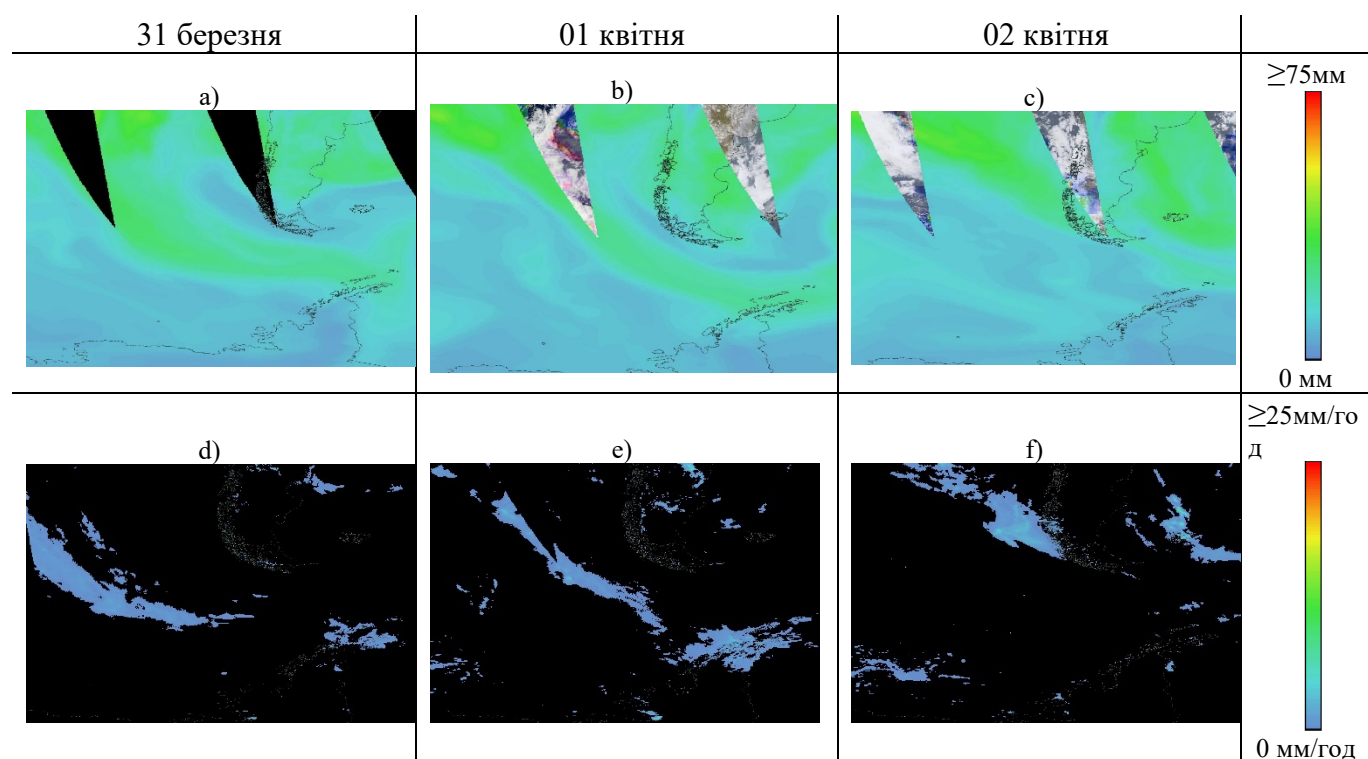 31 березня
01 квітня
02 квітня
a)
b)
c)
≥75мм
0 мм
d)
e)
f)
≥25мм/го
д
0 мм/год